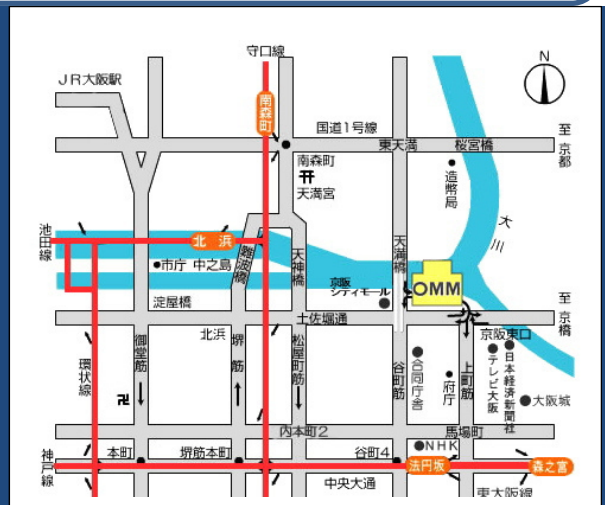 守口線
N
JR大阪駅
南森町
国道1号線
東天満
桜宮橋
至京都
南森町
天満宮
造幣局
大川
池田線
北浜
難波橋
天神橋
天満橋
市庁 中之島
京阪
シティモール
OMM
淀屋橋
土佐堀通
至京橋
北浜
京阪東口
環状線
御堂筋
堺筋
松屋町筋
谷町筋
合同庁舎
府庁
上町筋
テレビ大阪
日本経済新聞社
大阪城
卍
内本町2
馬場町
NHK
神戸線
本町
堺筋本町
谷町4
法円坂
森之宮
中央大通
東大阪線